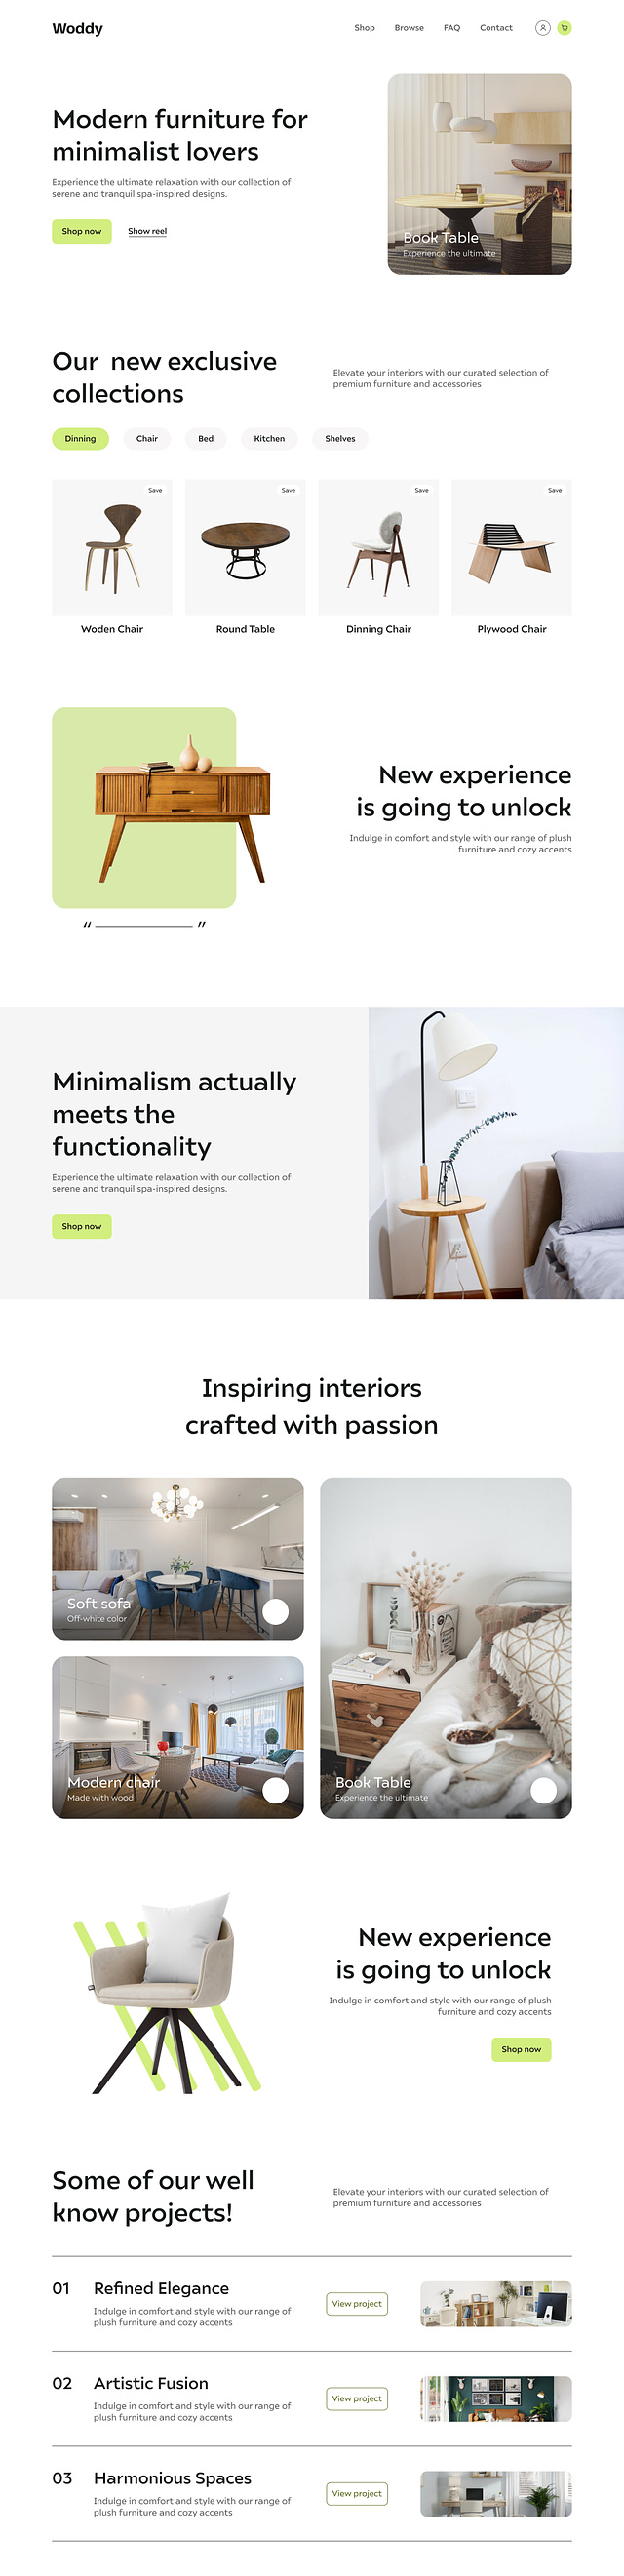 Woddy
Shop
Browse
FAQ
Contact
Modern furniture for
minimalist lovers
Experience the ultimate relaxation with our collection of
serene and tranquil spa-inspired designs.
Shop now
Show reel
Book Table
Experience the ultimate
Our new exclusive
collections
Elevate your interiors with our curated selection of
premium furniture and accessories
Dinning
Chair
Bed
Kitchen
Shelves
Save
Save
Save
Save
Woden Chair
Round Table
Dinning Chair
Plywood Chair
New experience
is going to unlock
Indulge in comfort and style with our range of plush
furniture and cozy accents
“ ”
Minimalism actually
meets the
functionality
Experience the ultimate relaxation with our collection of
serene and tranquil spa-inspired designs.
Shop now
Inspiring interiors
crafted with passion
Soft sofa
Off-white color
Modern chair
Made with wood
Book Table
Experience the ultimate
New experience
is going to unlock
Indulge in comfort and style with our range of plush
furniture and cozy accents
Shop now
Some of our well
know projects!
Elevate your interiors with our curated selection of
premium furniture and accessories
01
Refined Elegance
Indulge in comfort and style with our range of
plush furniture and cozy accents
View project
02
Artistic Fusion
Indulge in comfort and style with our range of
plush furniture and cozy accents
View project
03
Harmonious Spaces
Indulge in comfort and style with our range of
plush furniture and cozy accents
View project